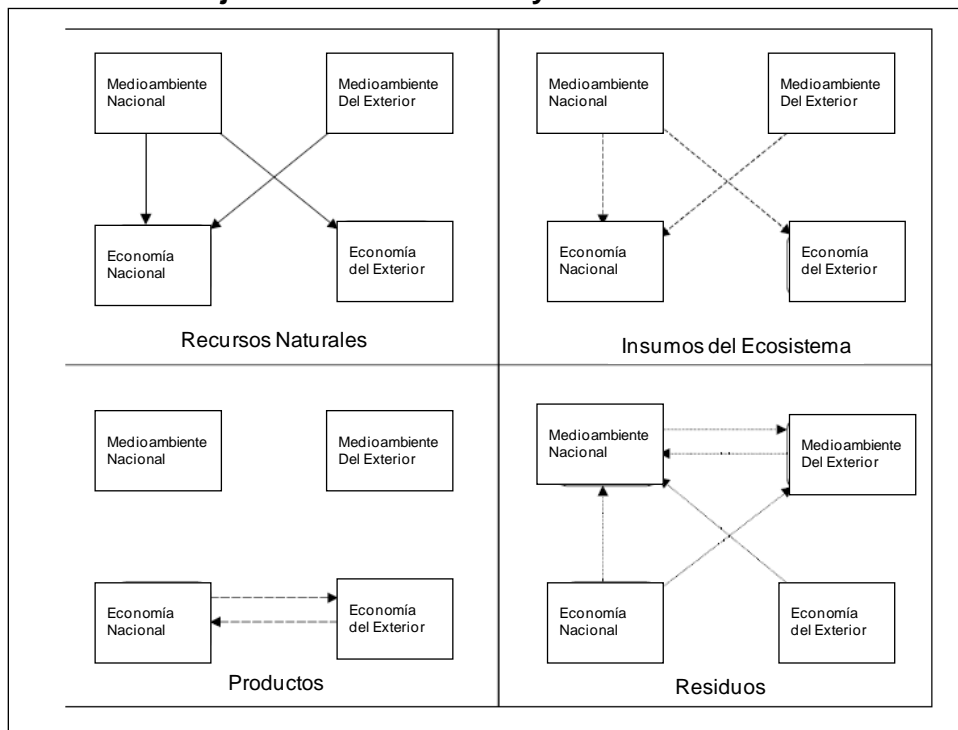 Medioambiente
Nacional
Medioambiente
Del Exterior
Economía
Nacional
Economía
del Exterior
Recursos Naturales
Medioambiente
Nacional
Medioambiente
Del Exterior
Economía
Nacional
Economía
del Exterior
Insumos del Ecosistema
Medioambiente
Nacional
Medioambiente
Del Exterior
Economía
Nacional
Economía
del Exterior
Productos
Medioambiente
Nacional
Medioambiente
Del Exterior
Economía
Nacional
Economía
del Exterior
Residuos